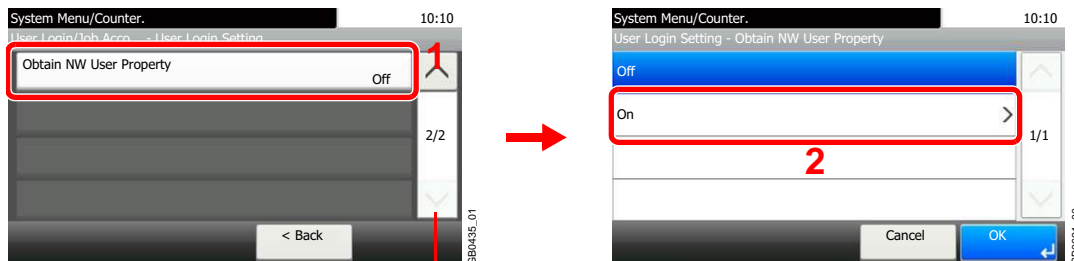 System Menu/Counter.
10:10
User Login/Job Acco... - User Login Setting
1
Obtain NW User Property
Off
2/2
< Back
GB0435_01
System Menu/Counter.
10:10
User Login Setting - Obtain NW User Property
Off
On
1/1
2
Cancel
OK